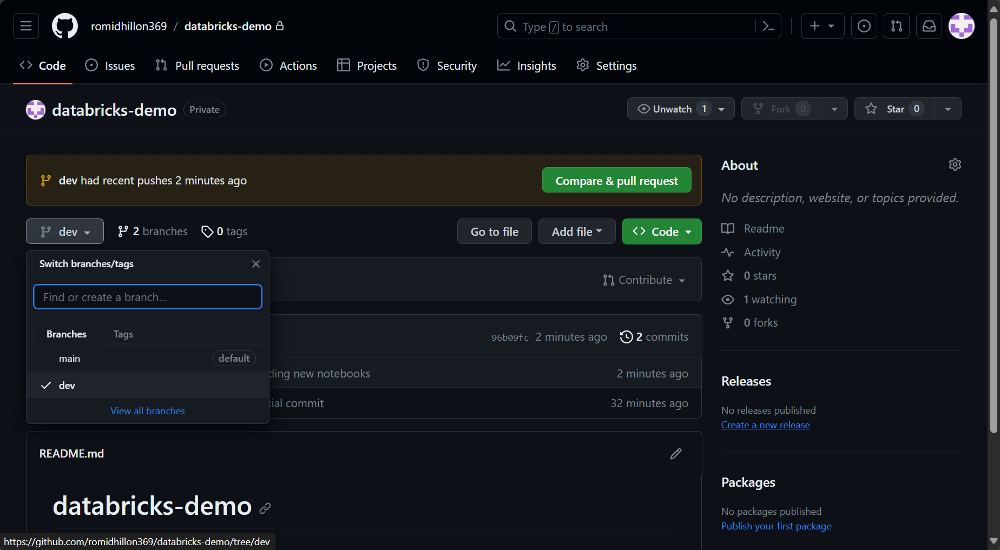 romidhillon369 / databricks-demo
Type / to search
Code Issues Pull requests Actions Projects Security Insights Settings
databricks-demo Private
Unwatch 1 Fork 0 Star 0
dev had recent pushes 2 minutes ago
Compare & pull request
dev 2 branches 0 tags
Go to file Add file Code
Switch branches/tags
Find or create a branch...
Branches Tags
main default
dev
View all branches
Contribute
96b09fc 2 minutes ago 2 commits
new notebooks 2 minutes ago
commit 32 minutes ago
README.md
databricks-demo
About
No description, website, or topics provided.
Readme
Activity
0 stars
1 watching
0 forks
Releases
No releases published
Create a new release
Packages
No packages published
Publish your first package
https://github.com/romidhillon369/databricks-demo/tree/dev